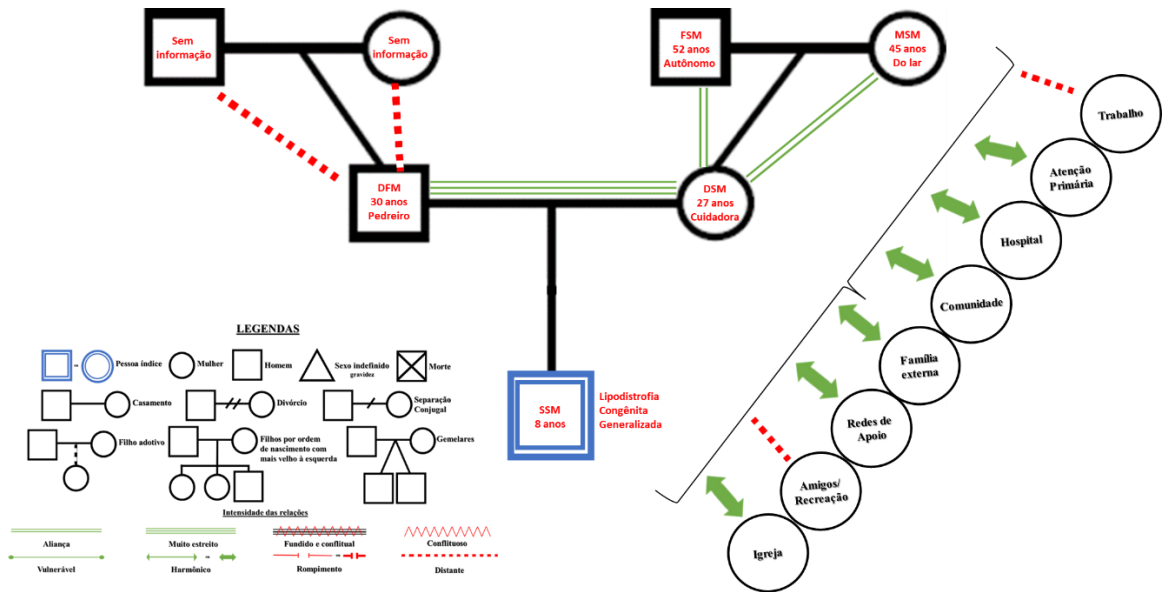 Sem
informação
Sem
informação
FSM
52 anos
Autônomo
MSM
45 anos
Do lar
DFM
30 anos
Pedreiro
DSM
27 anos
Cuidadora
SSM
8 anos
Lipodistrofia
Congênita
Generalizada
Trabalho
Atenção
Primária
Hospital
Comunidade
Família
externa
Redes de
Apoio
Amigos/
Recreação
Igreja
LEGENDAS
Pessoa índice
Mulher
Homem
Sexo indefinido
gravidez
Morte
Casamento
Divórcio
Separação
Conjugal
Filho adotivo
Filhos por ordem
de nascimento com
mais velho à esquerda
Gemelares
Intensidade das relações
Aliança
Muito estreito
Fundido e conflitual
Conflituoso
Vulnerável
Harmônico
Rompimento
Distante